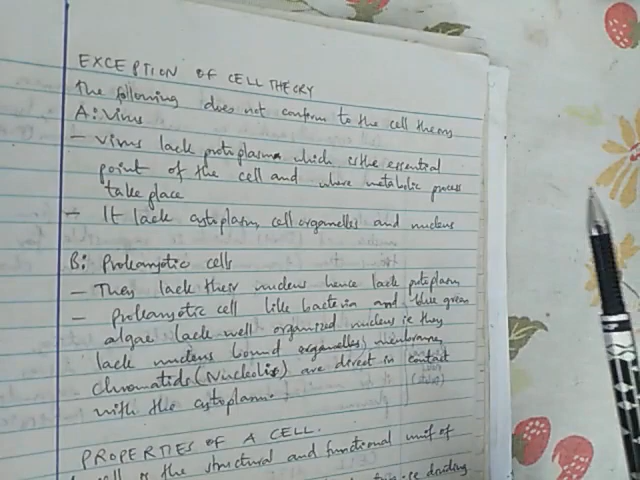 EXCEPTION OF CELL THEORY
The following does not conform to the cell theory
A: Virus
- Virus lack protoplasm which is the essential
point of the cell and where metabolic process
take place
- It lack cytoplasm, cell organelles and nucleus
B: Prokaryotic cells
- They lack their nucleus hence lack protoplasm
- prokaryotic cell like bacteria and blue green
algae lack well organized nucleus ie they
lack nucleus bound organelles, membrane,
chromatids (Nucleolis) are direct in contact
with the cytoplasm.
PROPERTIES OF A CELL.
cell is the structural and functional unit of
dividing